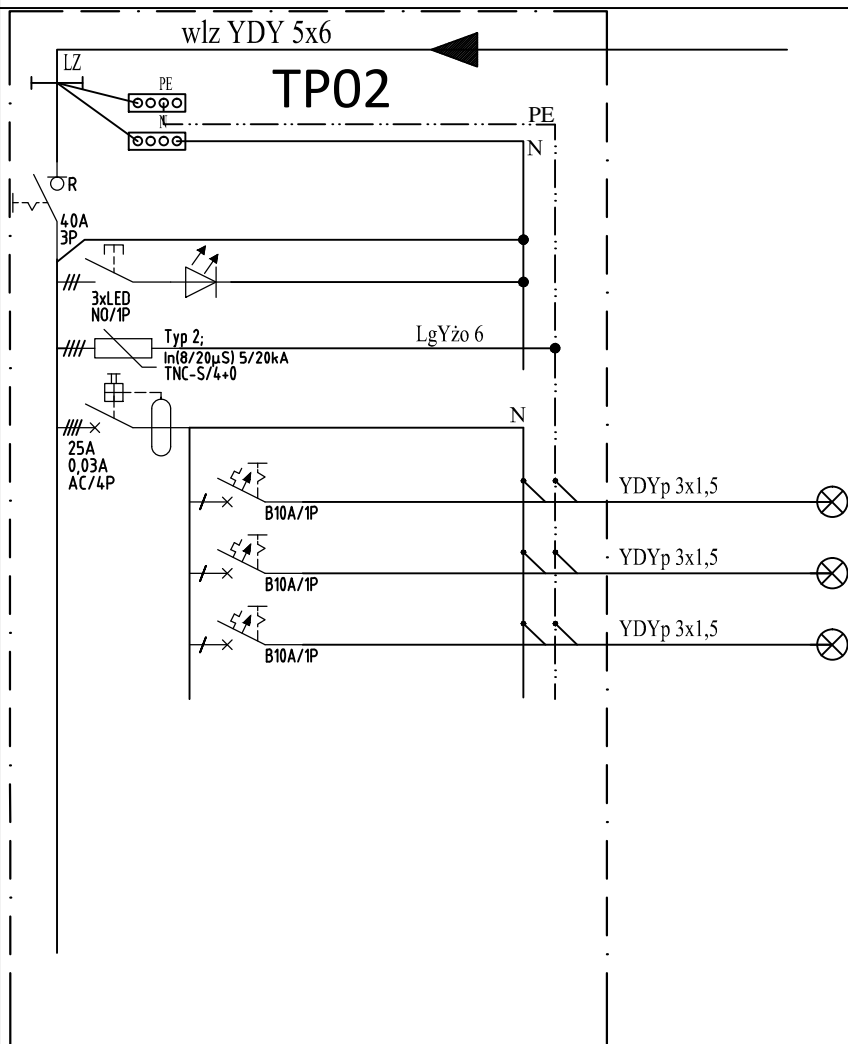 wlz YDY 5x6
LZ
PE
TP02
N
PE
N
R
40A
3P
3xLED
NO/1P
Typ 2;
In(8/20µS) 5/20kA
TNC-S/4+0
LgYżo 6
N
25A
0,03A
AC/4P
B10A/1P
YDYp 3x1,5
B10A/1P
YDYp 3x1,5
B10A/1P
YDYp 3x1,5